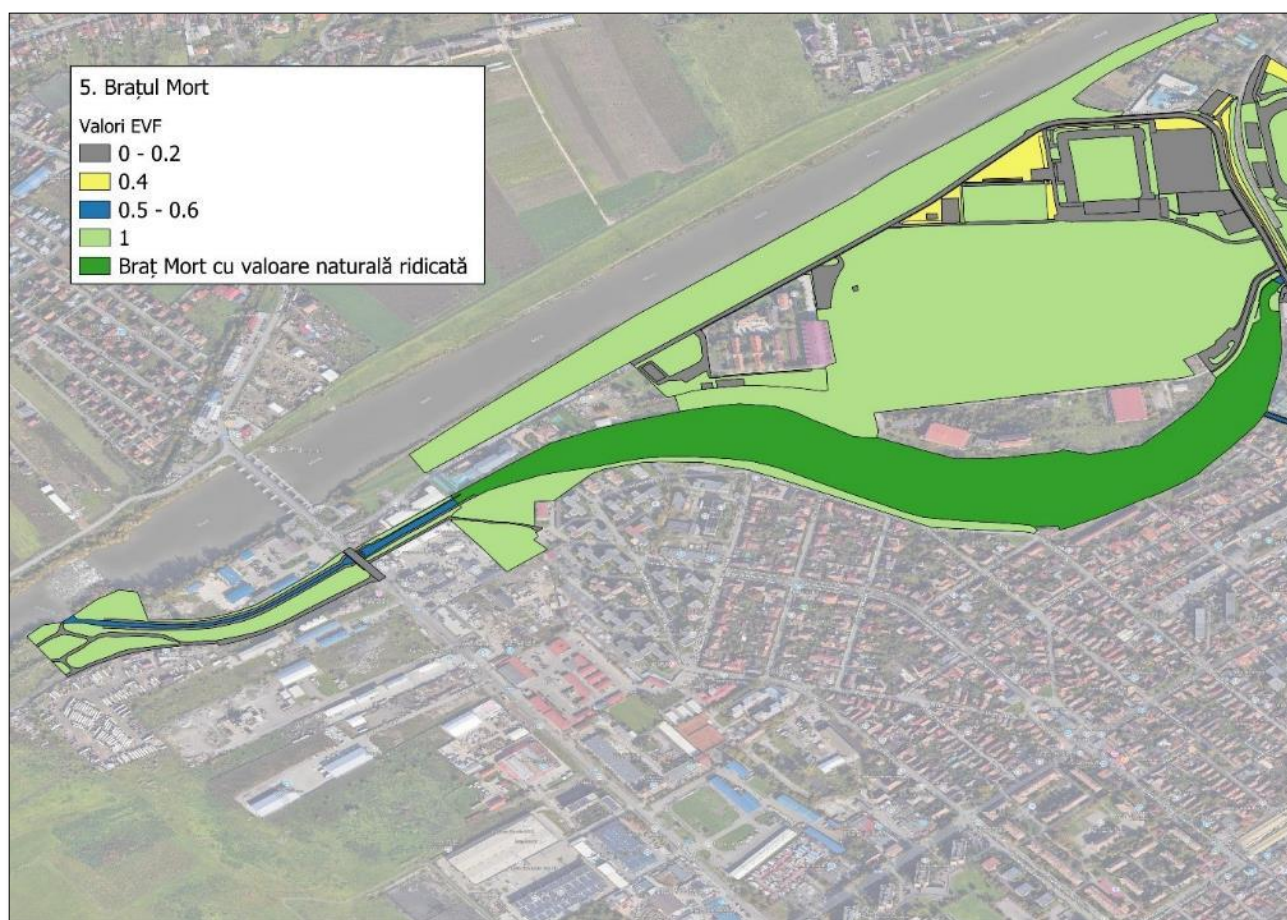 5. Brațul Mort
Valori EVF
0 - 0.2
0.4
0.5 - 0.6
1
Braț Mort cu valoare naturală ridicată